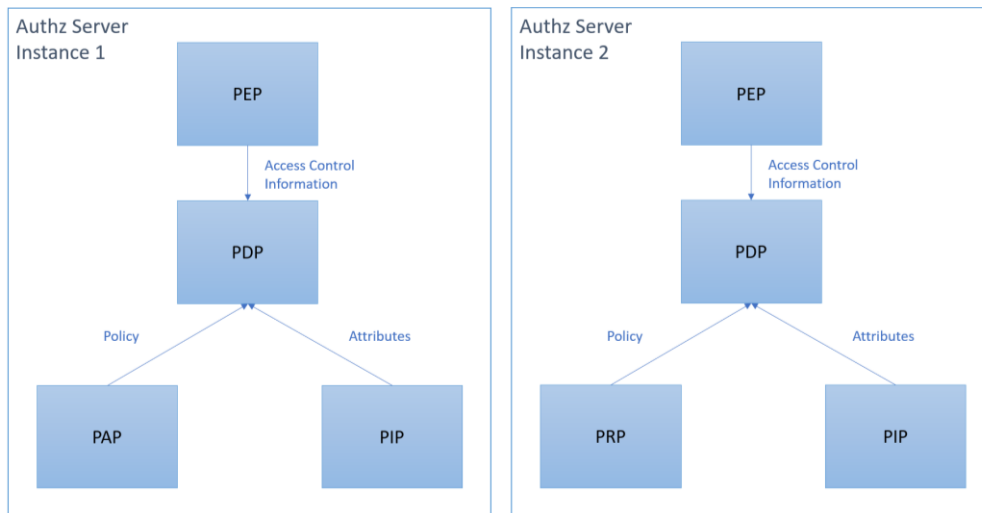 Authz Server
Instance 1
PEP
Access Control
Information
PDP
Policy
Attributes
PAP
PIP
Authz Server
Instance 2
PEP
Access Control
Information
PDP
Policy
Attributes
PRP
PIP